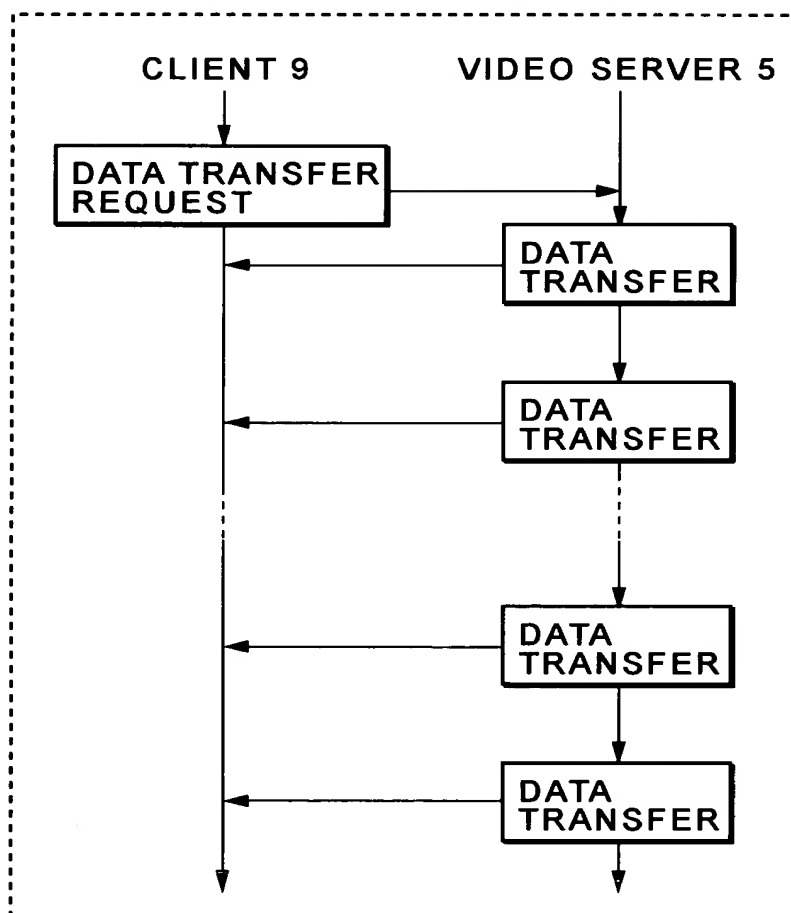 CLIENT 9
VIDEO SERVER 5
DATA TRANSFER
REQUEST
DATA
TRANSFER
DATA
TRANSFER
DATA
TRANSFER
DATA
TRANSFER